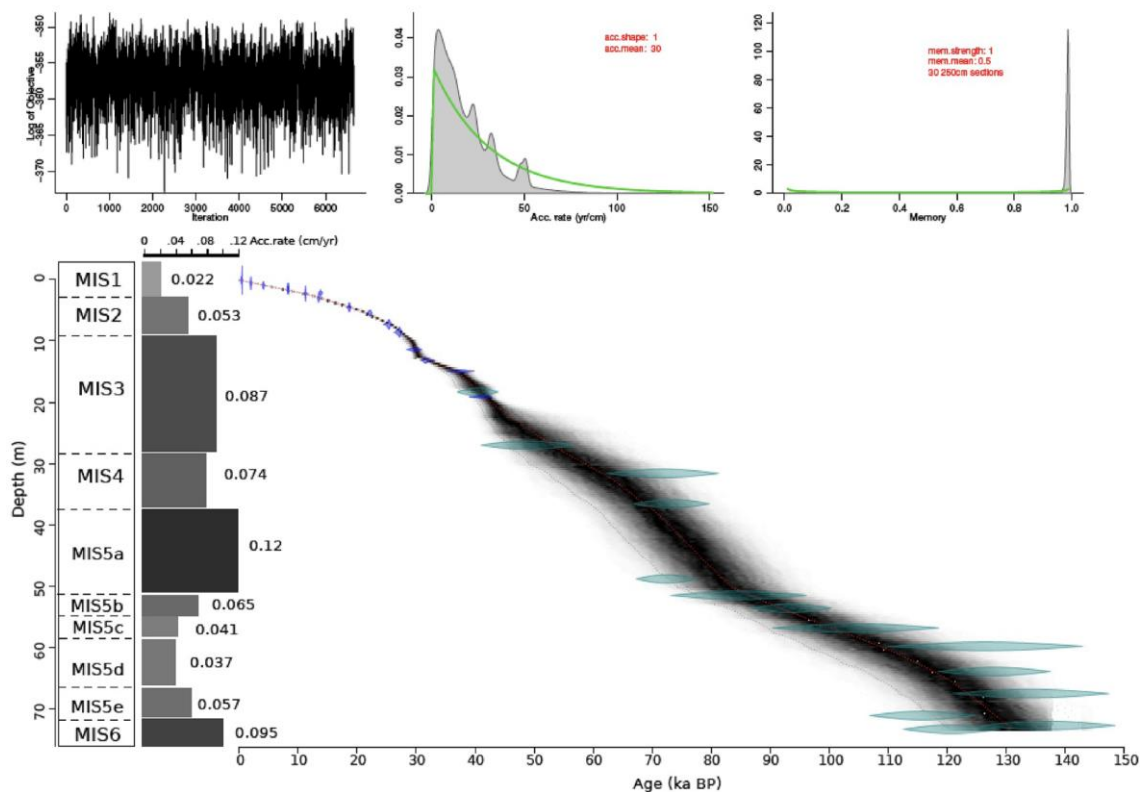 −350
−355
−360
−365
−370
Log of Objective
0 1000 2000 3000 4000 5000 6000
Iteration
0.04
0.03
0.02
0.01
0.00
acc.shape: 1
acc.mean: 30
0 50 100 150
Acc. rate (yr/cm)
120
100
80
60
40
20
0
mem.strength: 1
mem.mean: 0.5
30 250cm sections
0.0 0.2 0.4 0.6 0.8 1.0
Memory
0 .04 .08 .12 Acc.rate (cm/yr)
MIS1 0.022
MIS2 0.053
MIS3 0.087
MIS4 0.074
MIS5a 0.12
MIS5b 0.065
MIS5c 0.041
MIS5d 0.037
MIS5e 0.057
MIS6 0.095
0
10
20
30
40
50
60
70
Depth (m)
0 10 20 30 40 50 60 70 80 90 100 110 120 130 140 150
Age (ka BP)